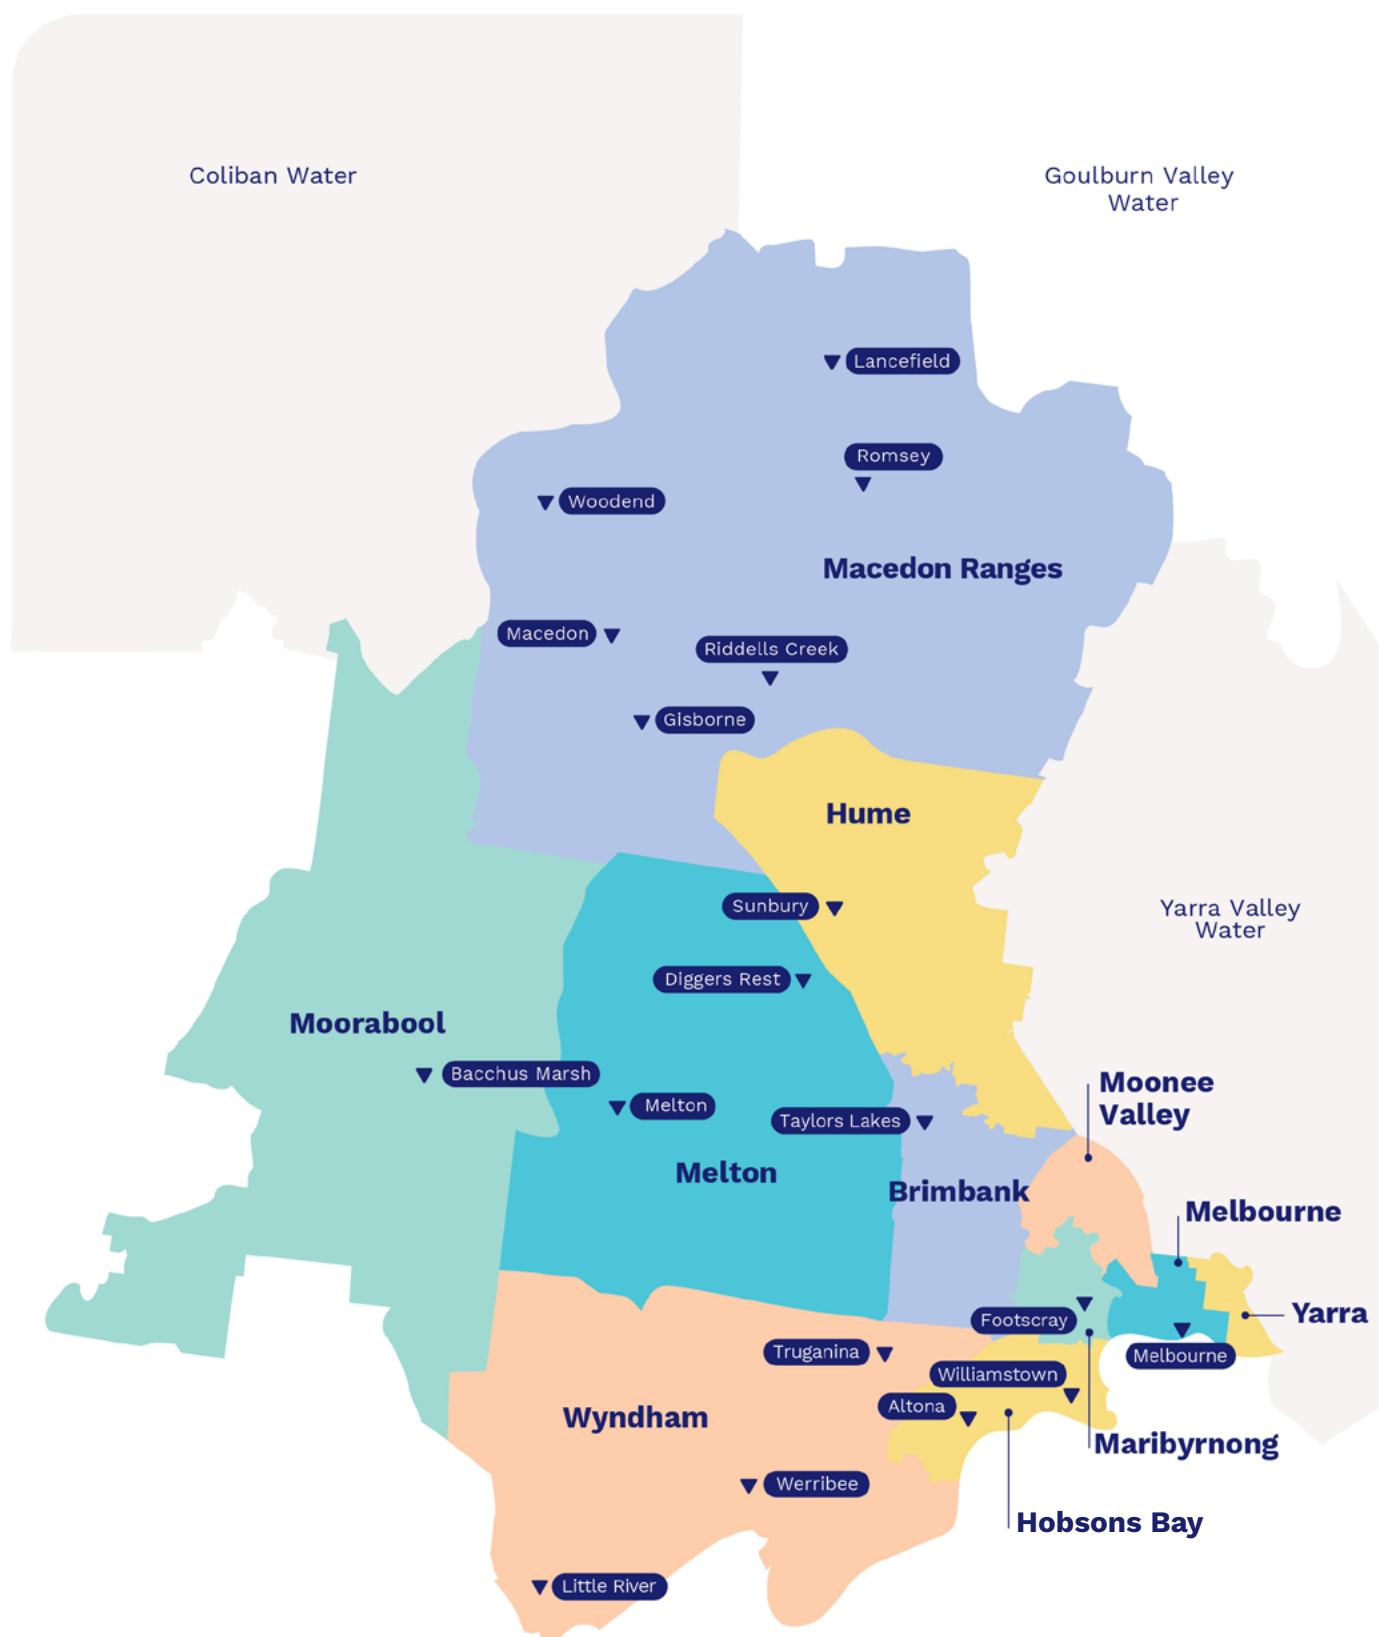 Coliban Water
Goulburn Valley
Water
Lancefield
Romsey
Woodend
Macedon Ranges
Macedon
Riddells Creek
Gisborne
Hume
Sunbury
Yarra Valley
Water
Diggers Rest
Moorabool
Bacchus Marsh
Moonee
Valley
Melton
Taylors Lakes
Melton
Brimbank
Melbourne
Yarra
Footscray
Truganina
Melbourne
Williamstown
Altona
Wyndham
Maribyrnong
Werribee
Hobsons Bay
Little River